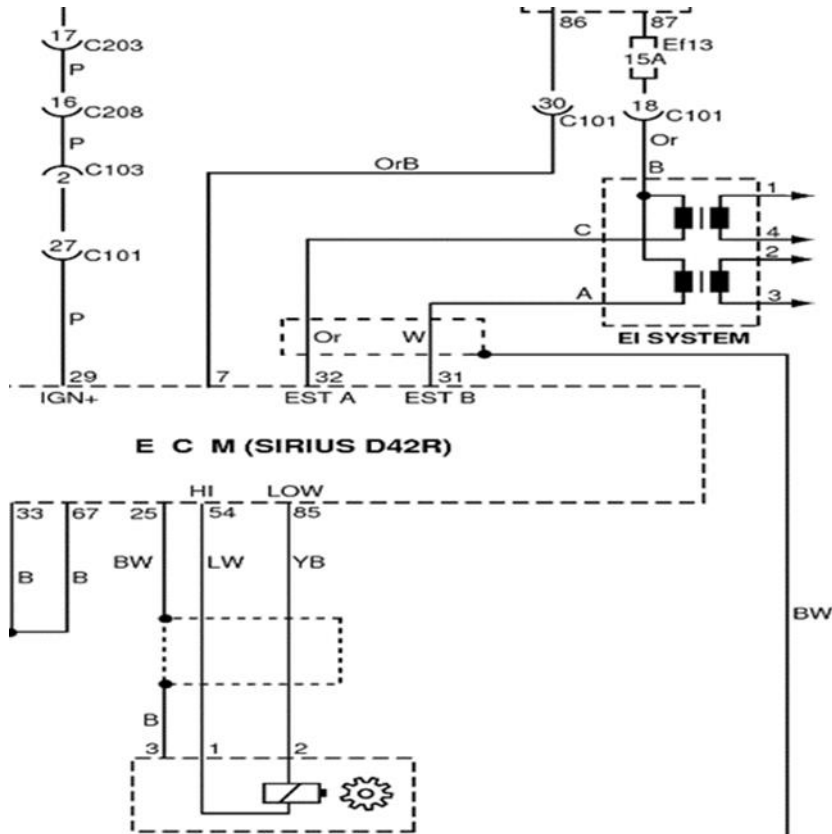 86 87
17 C203
Ef13
15A
P
16 C208
30 C101
18 C101
P
Or
C103
2
OrB
B
1
C
4
27 C101
2
A
3
P
Or W
EI SYSTEM
29 7 32 31
IGN+ EST A EST B
E C M (SIRIUS D42R)
HI LOW
33 67 25 54 85
BW LW YB
B B
BW
B
3 1 2